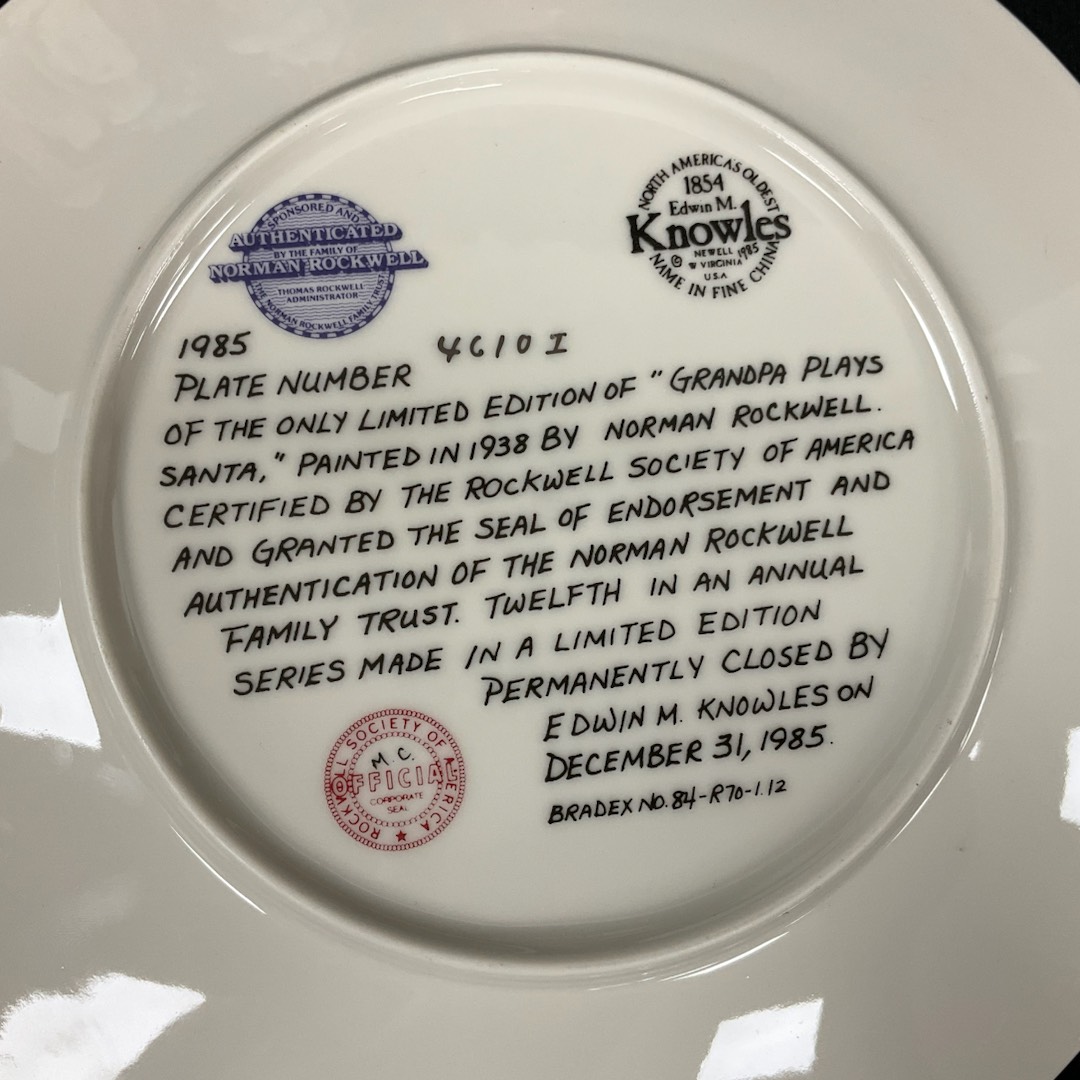 SPONSORED AND
AUTHENTICATED
BY THE FAMILY OF
NORMAN ROCKWELL
THOMAS ROCKWELL
ADMINISTRATOR
THE NORMAN ROCKWELL FAMILY TRUST
NORTH AMERICA'S OLDEST
1854
Edwin M.
Knowles
NEWELL
© W VIRGINIA 1985
U.S.A
NAME IN FINE CHINA
1985
PLATE NUMBER 4610 I
OF THE ONLY LIMITED EDITION OF "GRANDPA PLAYS
SANTA," PAINTED IN 1938 BY NORMAN ROCKWELL.
CERTIFIED BY THE ROCKWELL SOCIETY OF AMERICA
AND GRANTED THE SEAL OF ENDORSEMENT AND
AUTHENTICATION OF THE NORMAN ROCKWELL
FAMILY TRUST. TWELFTH IN AN ANNUAL
SERIES MADE IN A LIMITED EDITION
PERMANENTLY CLOSED BY
EDWIN M. KNOWLES ON
DECEMBER 31, 1985.
BRADEX NO. 84-R70-1.12
ROCKWELL SOCIETY OF AMERICA
M. C.
OFFICIAL
CORPORATE
SEAL